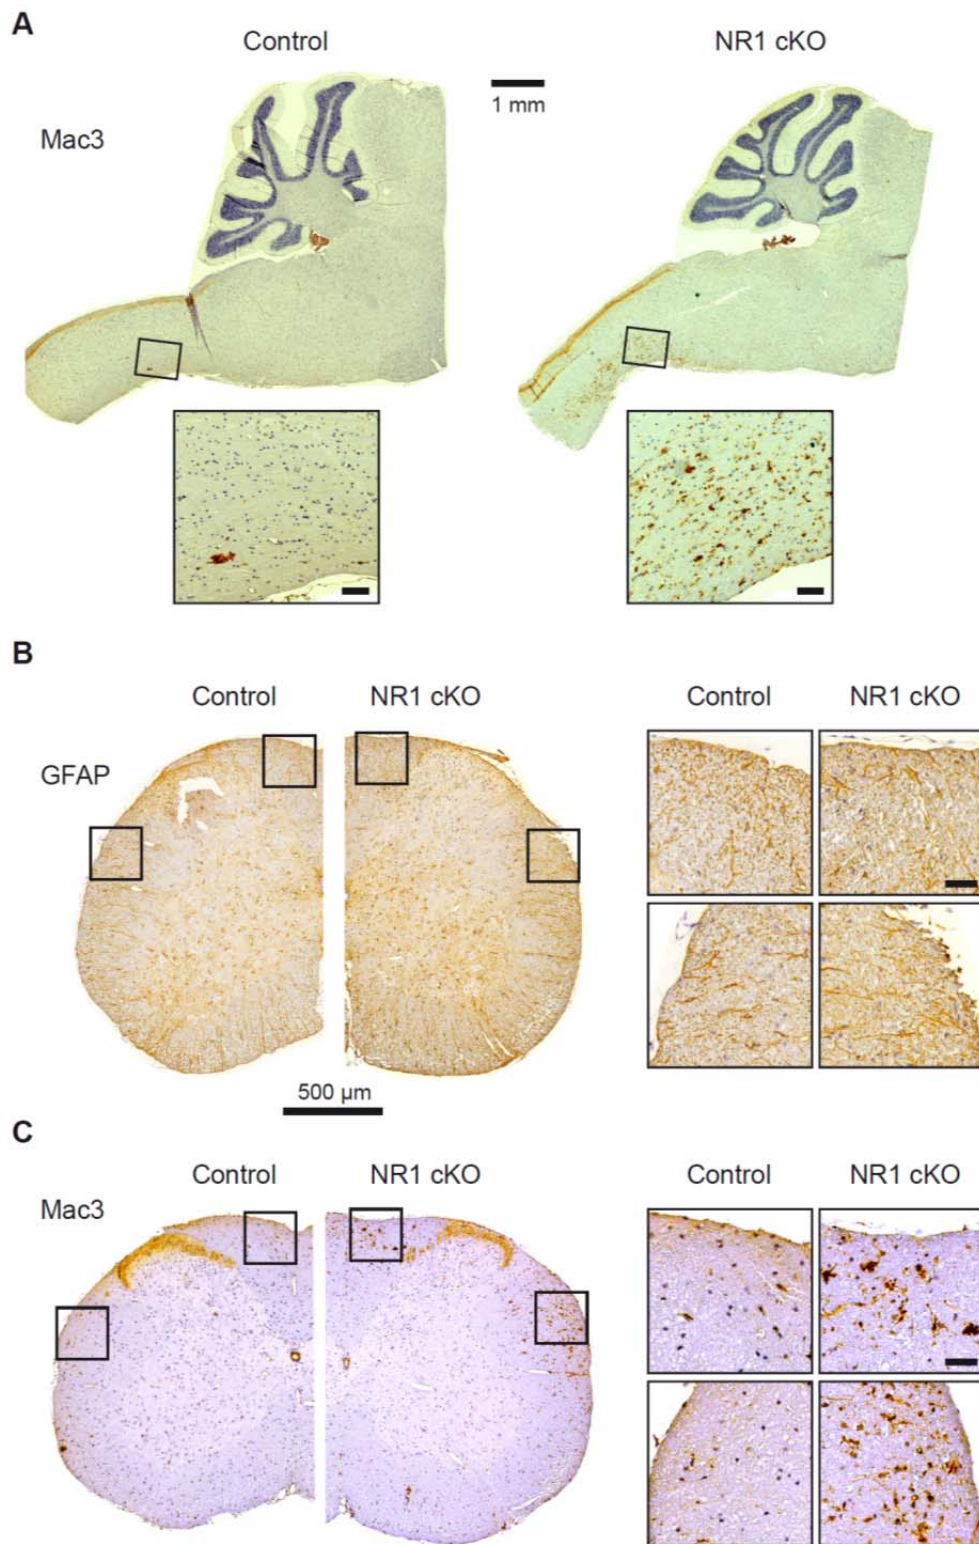 A
Control NR1 cKO
1 mm
Mac3
B
Control NR1 cKO Control NR1 cKO
GFAP
500 µm
C
Control NR1 cKO Control NR1 cKO
Mac3